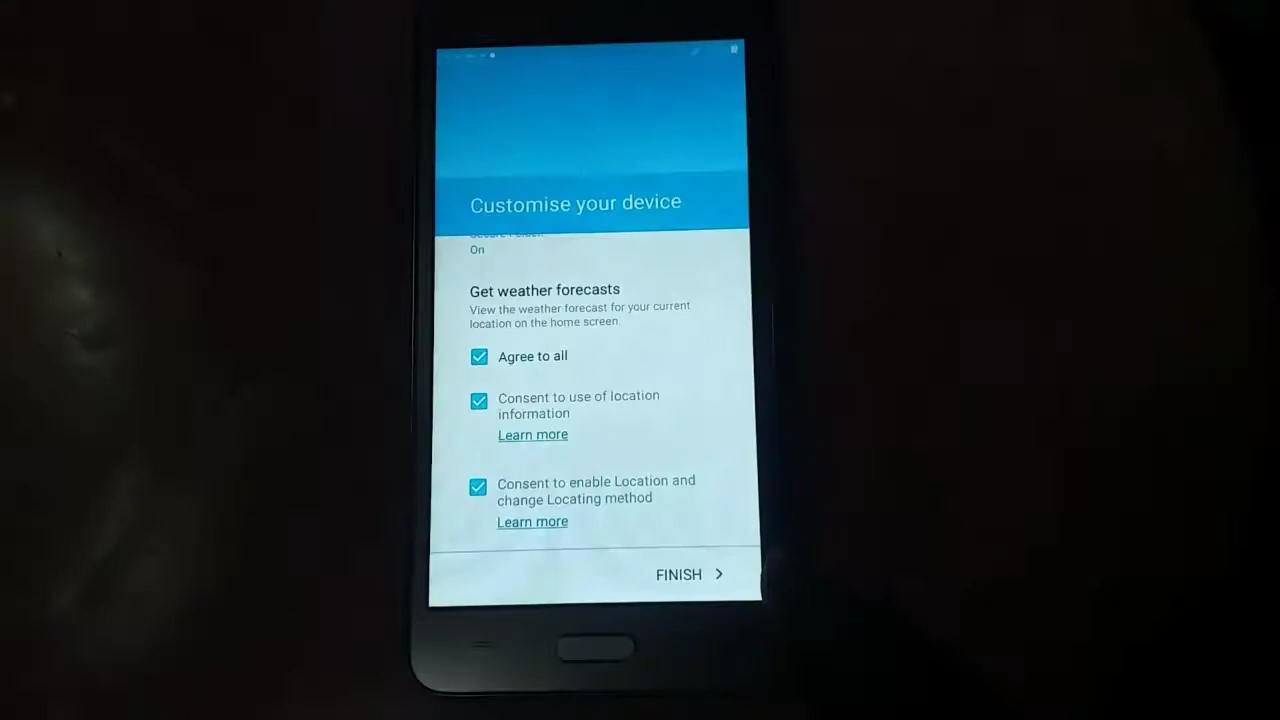 Customise your device
On
Get weather forecasts
View the weather forecast for your current
location on the home screen.
Agree to all
Consent to use of location
information
Learn more
Consent to enable Location and
change Locating method
Learn more
FINISH